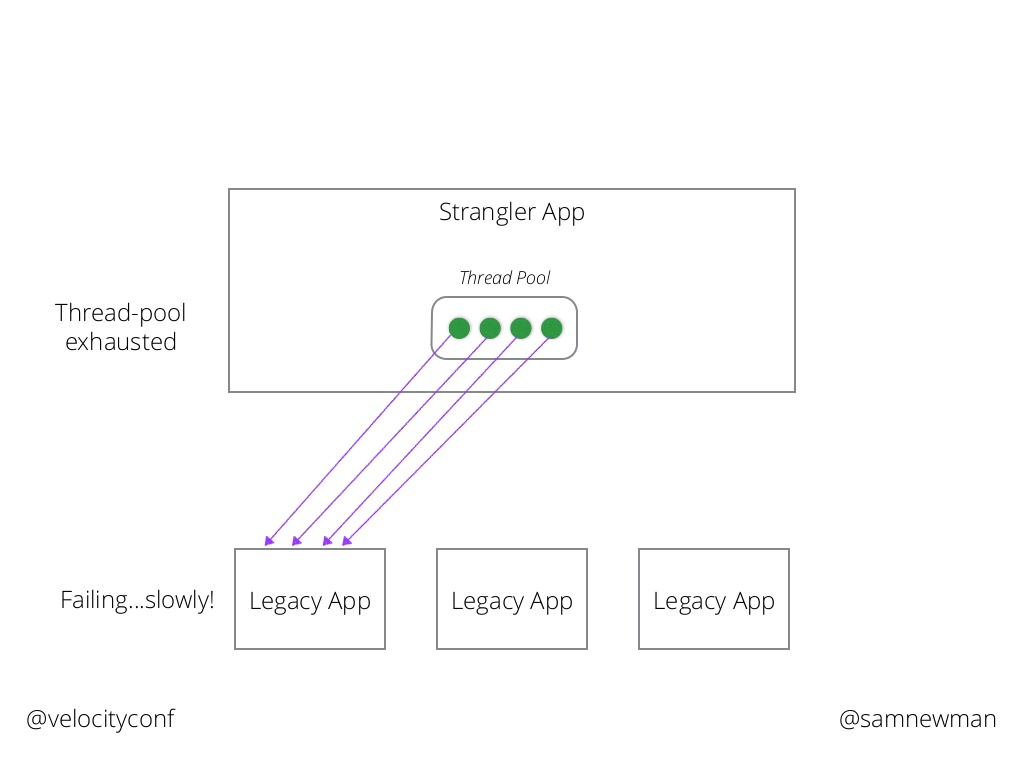 Strangler App
Thread Pool
Thread-pool
exhausted
Failing...slowly!
Legacy App
Legacy App
Legacy App
@velocityconf
@samnewman